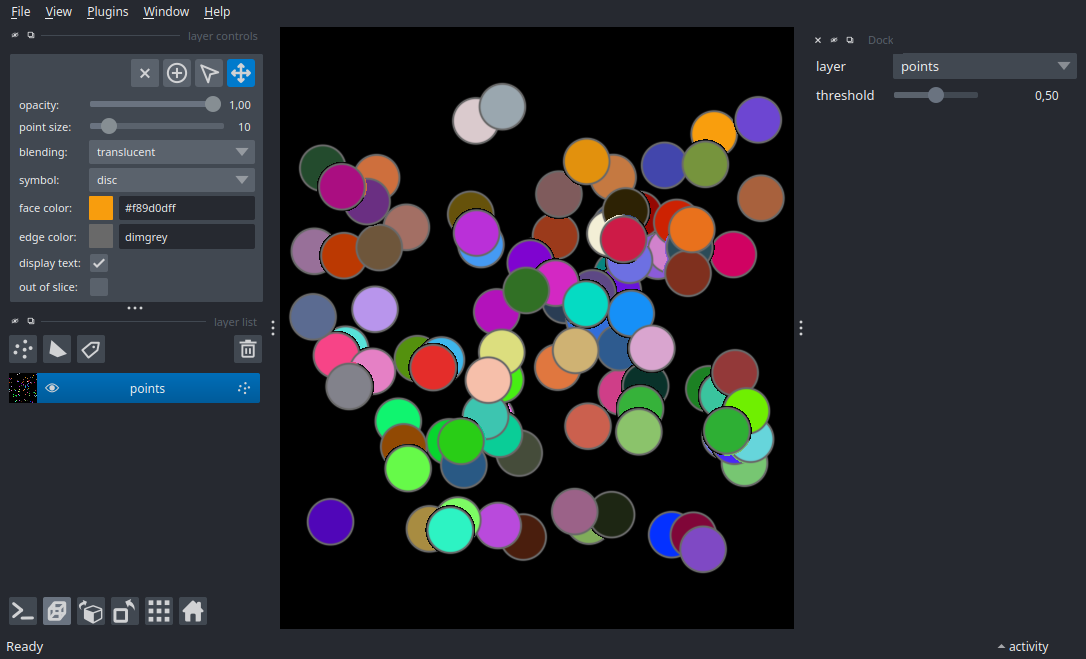 File View Plugins Window Help
layer controls
opacity: 1,00
point size: 10
blending: translucent
symbol: disc
face color: #f89d0dff
edge color: dimgrey
display text:
out of slice:
layer list
points
Dock
layer points
threshold 0,50
Ready
activity